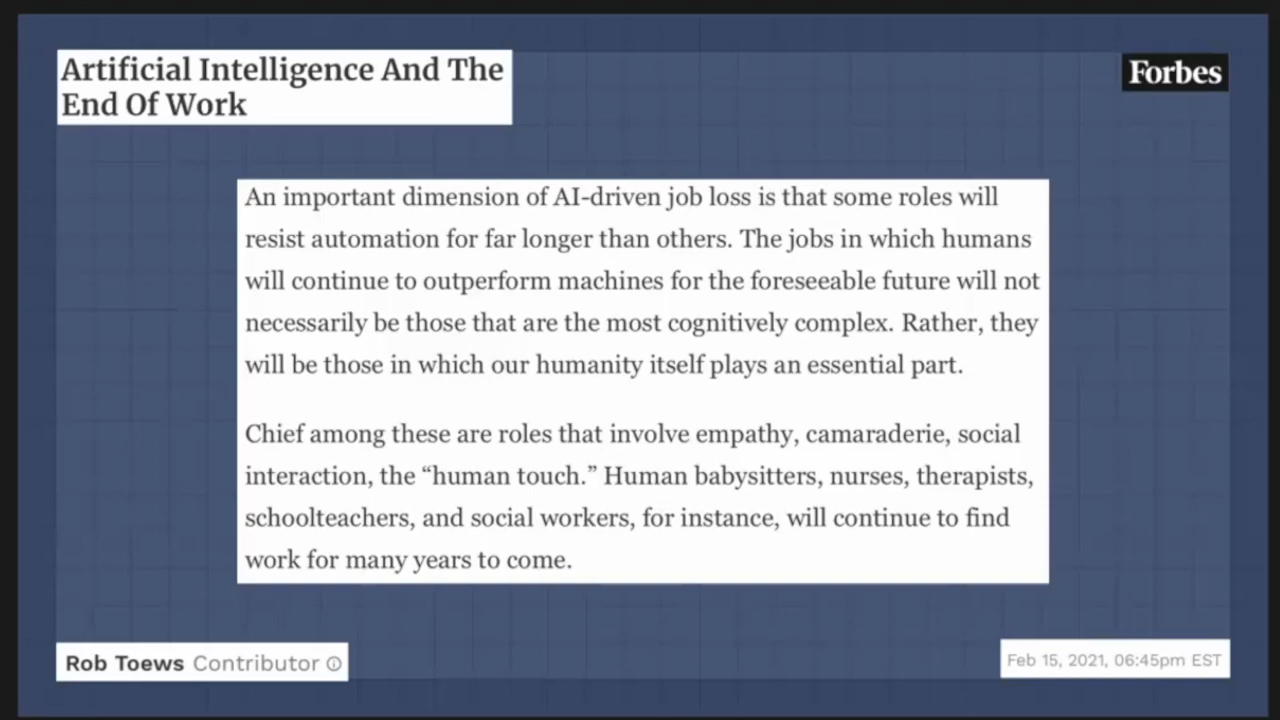 Artificial Intelligence And The
End Of Work
Forbes
An important dimension of AI-driven job loss is that some roles will
resist automation for far longer than others. The jobs in which humans
will continue to outperform machines for the foreseeable future will not
necessarily be those that are the most cognitively complex. Rather, they
will be those in which our humanity itself plays an essential part.
Chief among these are roles that involve empathy, camaraderie, social
interaction, the “human touch.” Human babysitters, nurses, therapists,
schoolteachers, and social workers, for instance, will continue to find
work for many years to come.
Rob Toews Contributor ⓘ
Feb 15, 2021, 06:45pm EST